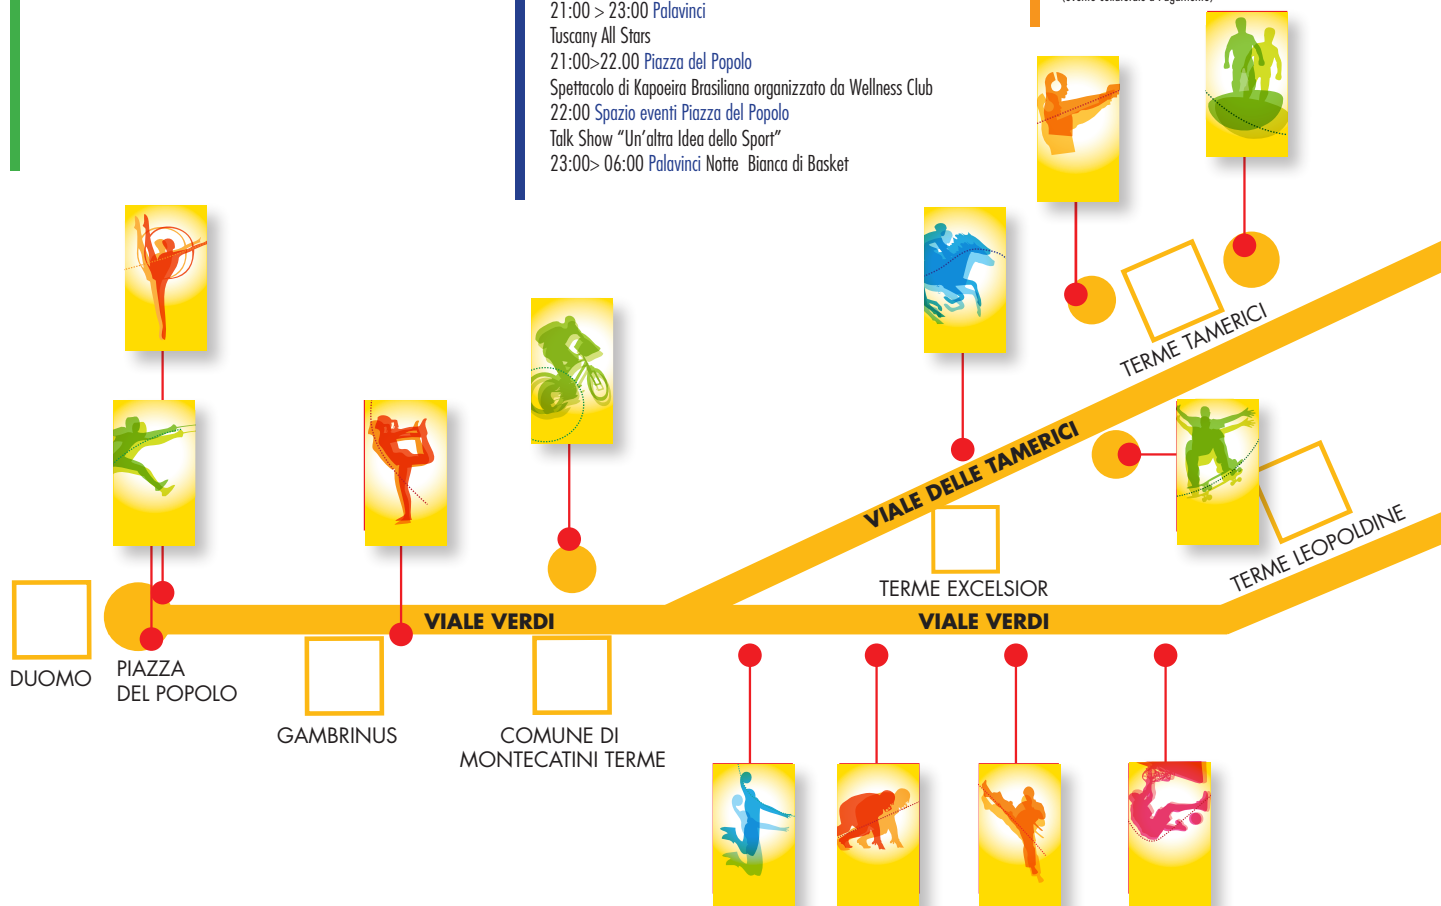 21:00 > 23:00 Palavinci
Tuscany All Stars
21:00>22.00 Piazza del Popolo
Spettacolo di Kapoeira Brasiliana organizzato da Wellness Club
22:00 Spazio eventi Piazza del Popolo
Talk Show “Un’altra Idea dello Sport”
23:00> 06:00 Palavinci Notte Bianca di Basket
TERME TAMERICI
VIALE DELLE TAMERICI
TERME EXCELSIOR
TERME LEOPOLDINE
VIALE VERDI
VIALE VERDI
DUOMO
PIAZZA
DEL POPOLO
GAMBRINUS
COMUNE DI
MONTECATINI TERME